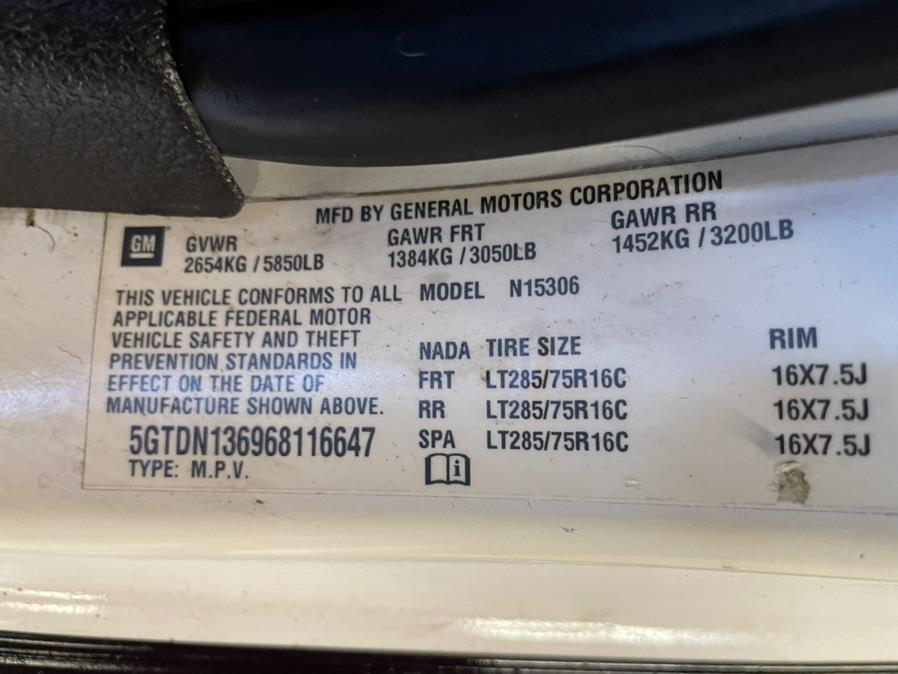 MFD BY GENERAL MOTORS CORPORATION
GM
GVWR GAWR FRT GAWR RR
2654KG / 5850LB 1384KG / 3050LB 1452KG / 3200LB
THIS VEHICLE CONFORMS TO ALL
APPLICABLE FEDERAL MOTOR
VEHICLE SAFETY AND THEFT
PREVENTION STANDARDS IN
EFFECT ON THE DATE OF
MANUFACTURE SHOWN ABOVE.
5GTDN136968116647
TYPE: M.P.V.
MODEL N15306
NADA TIRE SIZE RIM
FRT LT285/75R16C 16X7.5J
RR LT285/75R16C 16X7.5J
SPA LT285/75R16C 16X7.5J
i